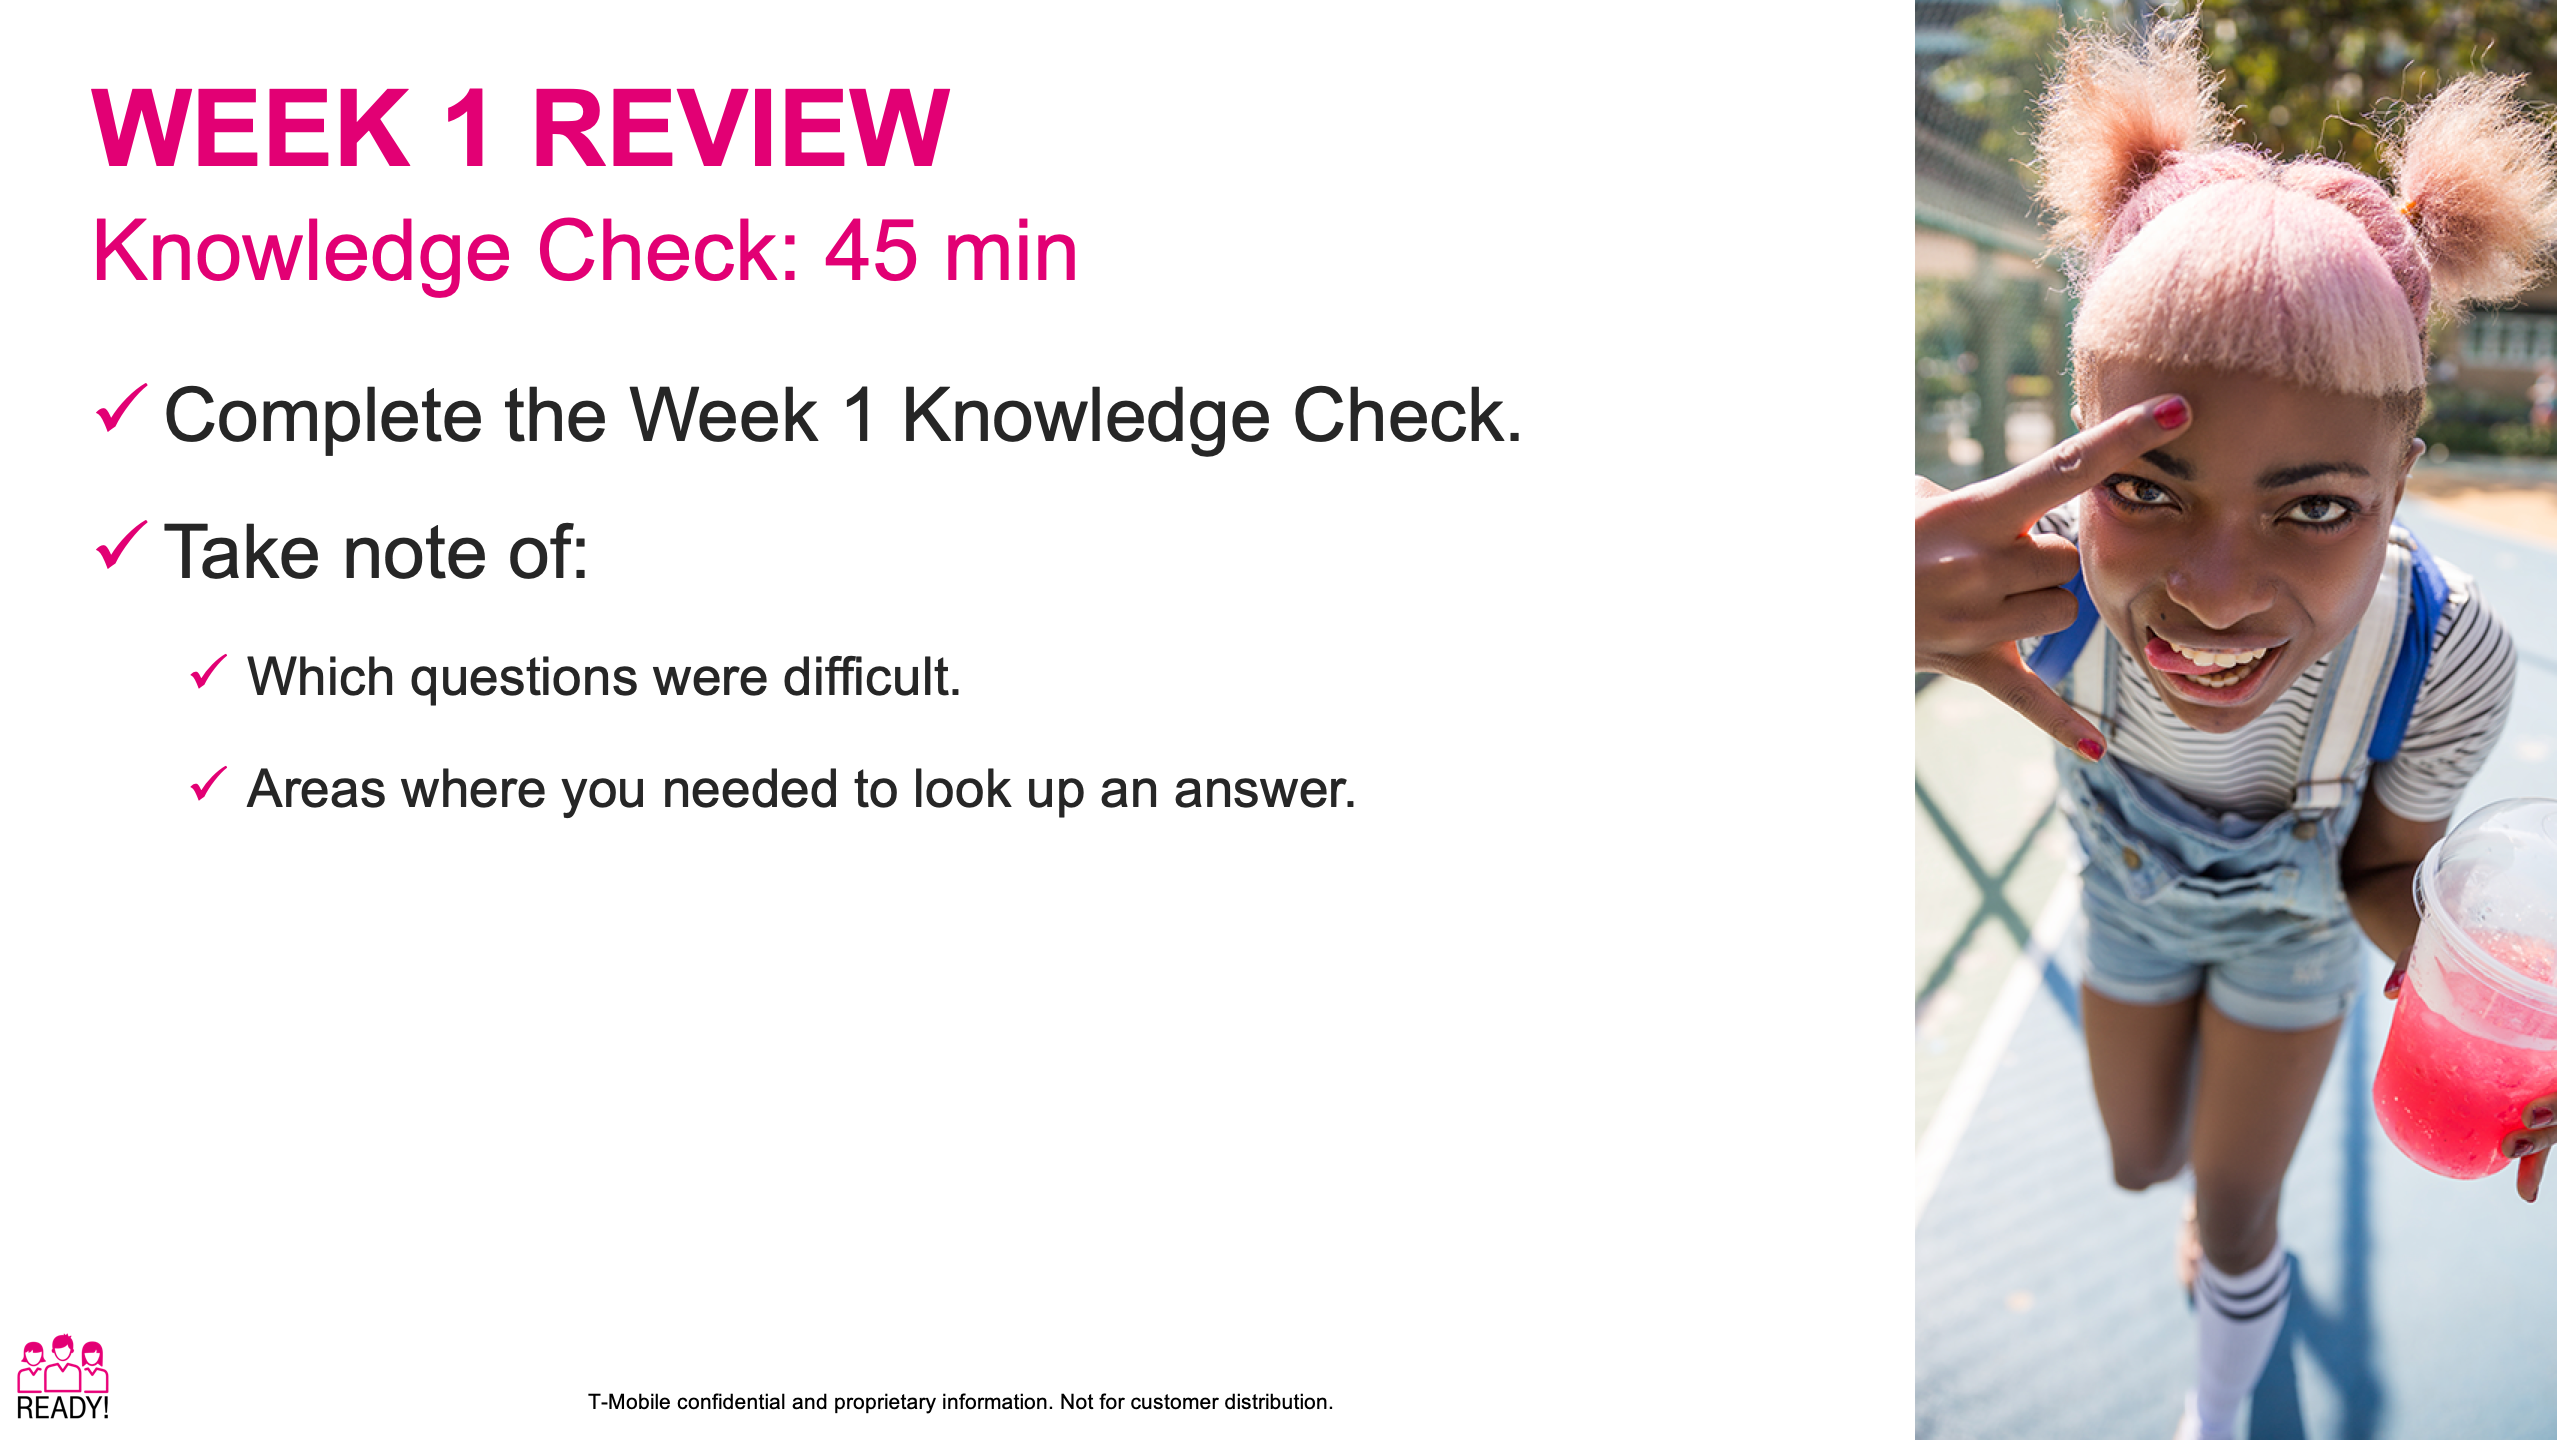 WEEK 1 REVIEW
Knowledge Check: 45 min
✓ Complete the Week 1 Knowledge Check.
✓ Take note of:
✓ Which questions were difficult.
✓ Areas where you needed to look up an answer.
READY!
T-Mobile confidential and proprietary information. Not for customer distribution.